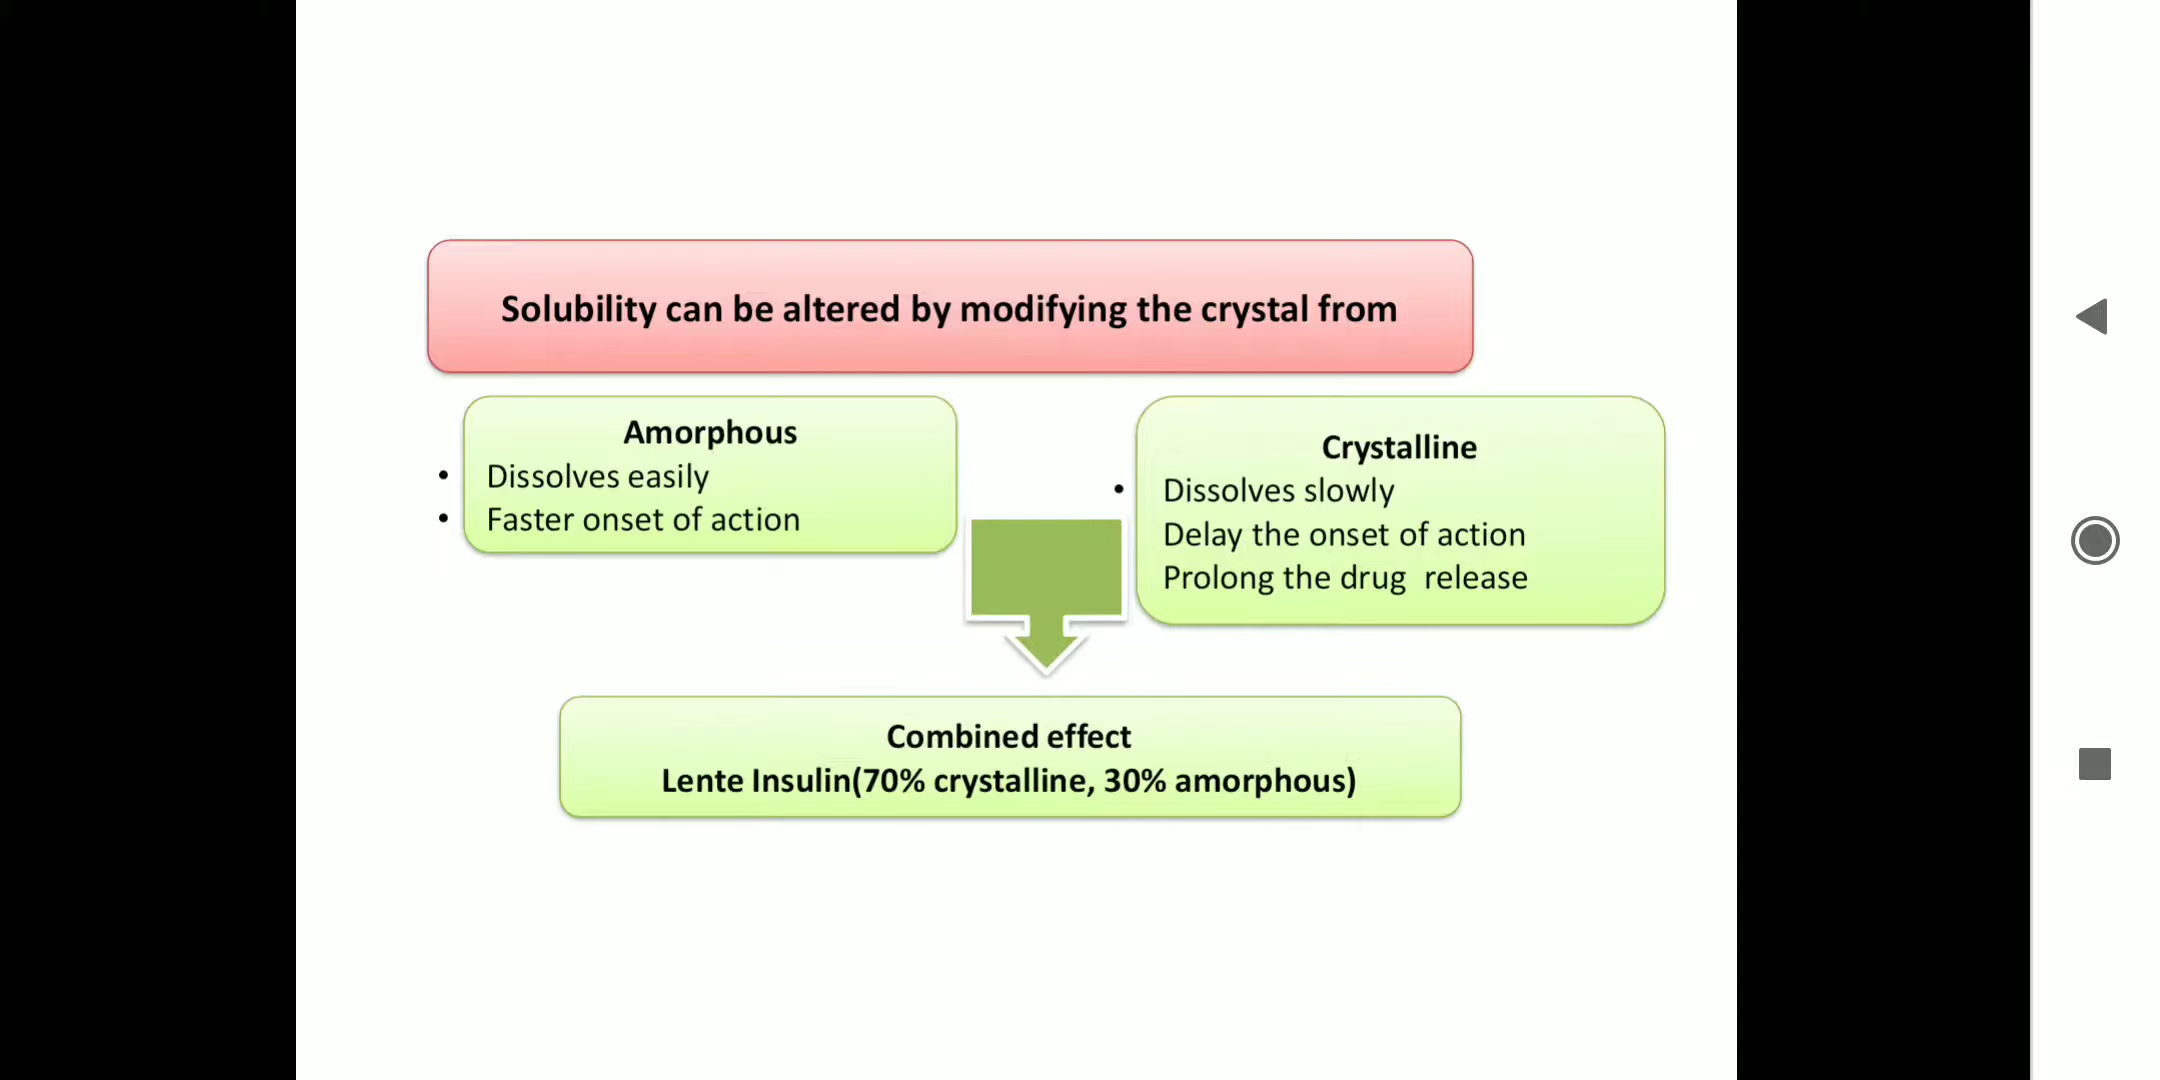 Solubility can be altered by modifying the crystal from
Amorphous
• Dissolves easily
• Faster onset of action
Crystalline
• Dissolves slowly
Delay the onset of action
Prolong the drug  release
Combined effect
Lente Insulin(70% crystalline, 30% amorphous)